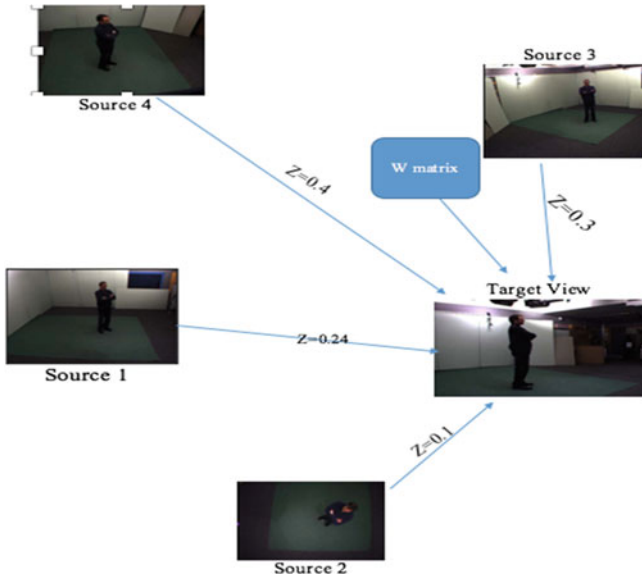 Source 3
Source 4
Z=0.4
W matrix
Z=0.3
Target View
Z=0.24
Source 1
Z=0.1
Source 2